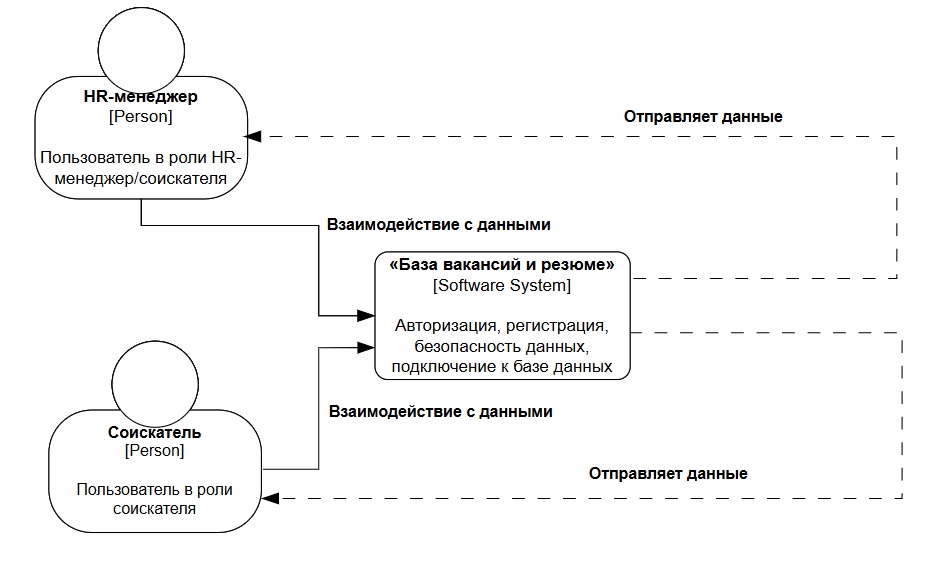 HR-менеджер
[Person]
Пользователь в роли HR-
менеджер/соискателя
Отправляет данные
Взаимодействие с данными
«База вакансий и резюме»
[Software System]
Авторизация, регистрация,
безопасность данных,
подключение к базе данных
Взаимодействие с данными
Соискатель
[Person]
Пользователь в роли
соискателя
Отправляет данные